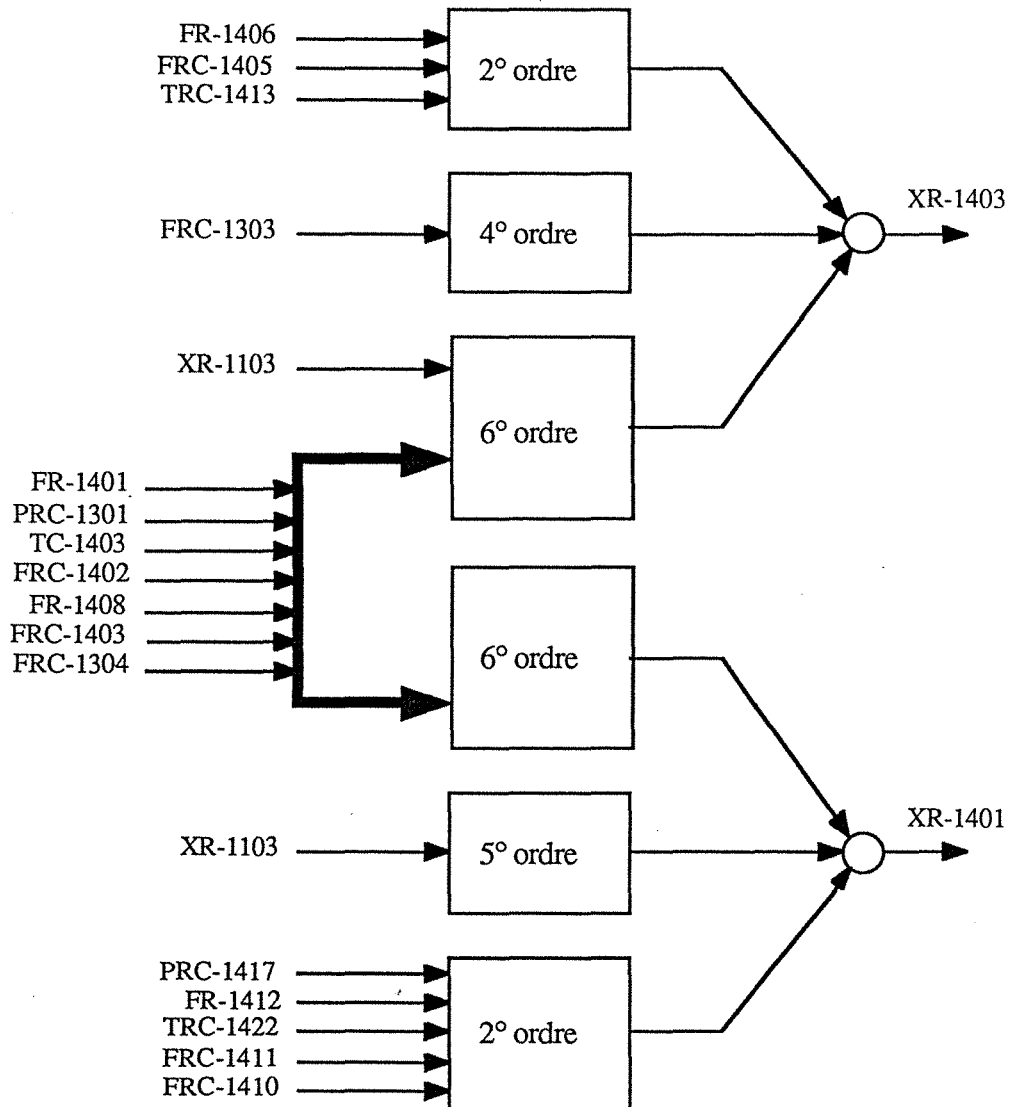 FR-1406
FRC-1405
TRC-1413
2° ordre
XR-1403
FRC-1303
4° ordre
XR-1103
6° ordre
FR-1401
PRC-1301
TC-1403
FRC-1402
FR-1408
FRC-1403
FRC-1304
6° ordre
XR-1401
XR-1103
5° ordre
PRC-1417
FR-1412
TRC-1422
FRC-1411
FRC-1410
2° ordre